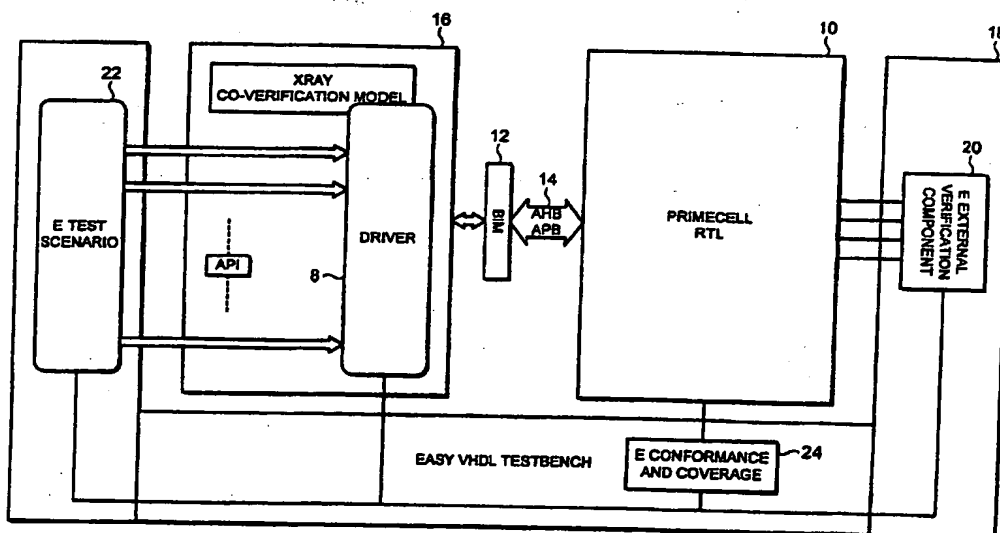 16
10
18
22
XRAY
CO-VERIFICATION MODEL
12
20
14
E TEST
SCENARIO
DRIVER
BIM
AHB
APB
PRIMECELL
RTL
E EXTERNAL
VERIFICATION
COMPONENT
API
8
EASY VHDL TESTBENCH
E CONFORMANCE
AND COVERAGE
24